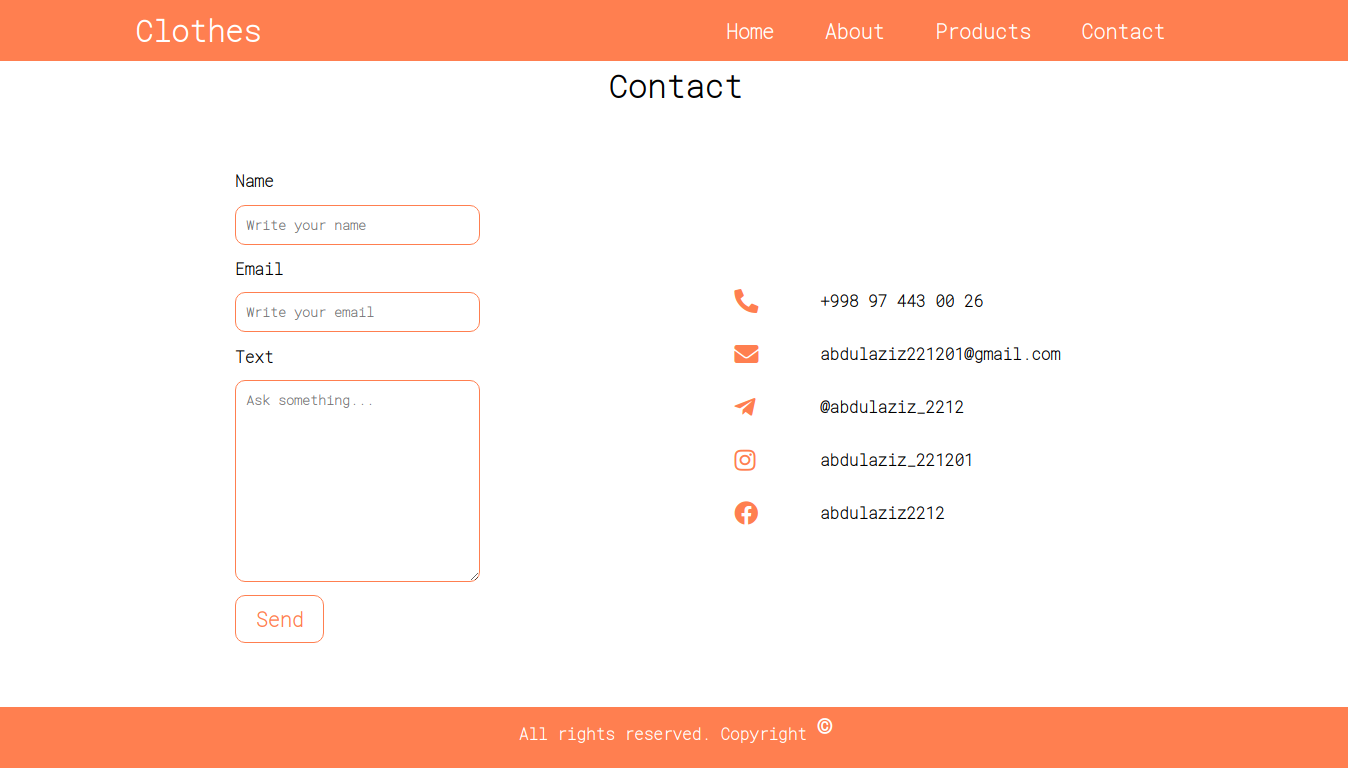 Clothes
Home About Products Contact
Contact
Name
Write your name
Email
Write your email
Text
Ask something...
Send
+998 97 443 00 26
abdulaziz221201@gmail.com
@abdulaziz_2212
abdulaziz_221201
abdulaziz2212
All rights reserved. Copyright ©